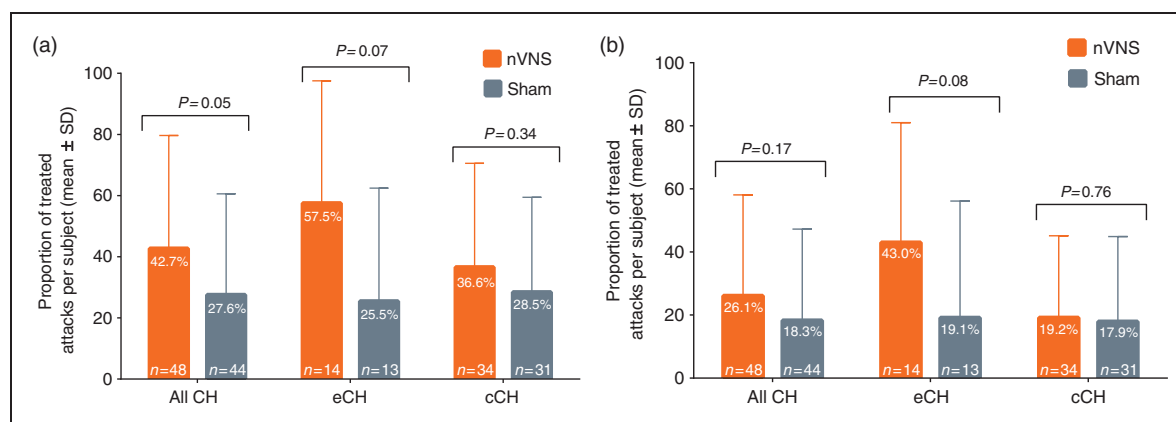 (a)
nVNS
Sham
Proportion of treated
attacks per subject (mean ± SD)
100
80
60
40
20
0
P=0.05
P=0.07
P=0.34
42.7%
27.6%
57.5%
25.5%
36.6%
28.5%
n=48
n=44
n=14
n=13
n=34
n=31
All CH
eCH
cCH
(b)
nVNS
Sham
Proportion of treated
attacks per subject (mean ± SD)
100
80
60
40
20
0
P=0.17
P=0.08
P=0.76
26.1%
18.3%
43.0%
19.1%
19.2%
17.9%
n=48
n=44
n=14
n=13
n=34
n=31
All CH
eCH
cCH